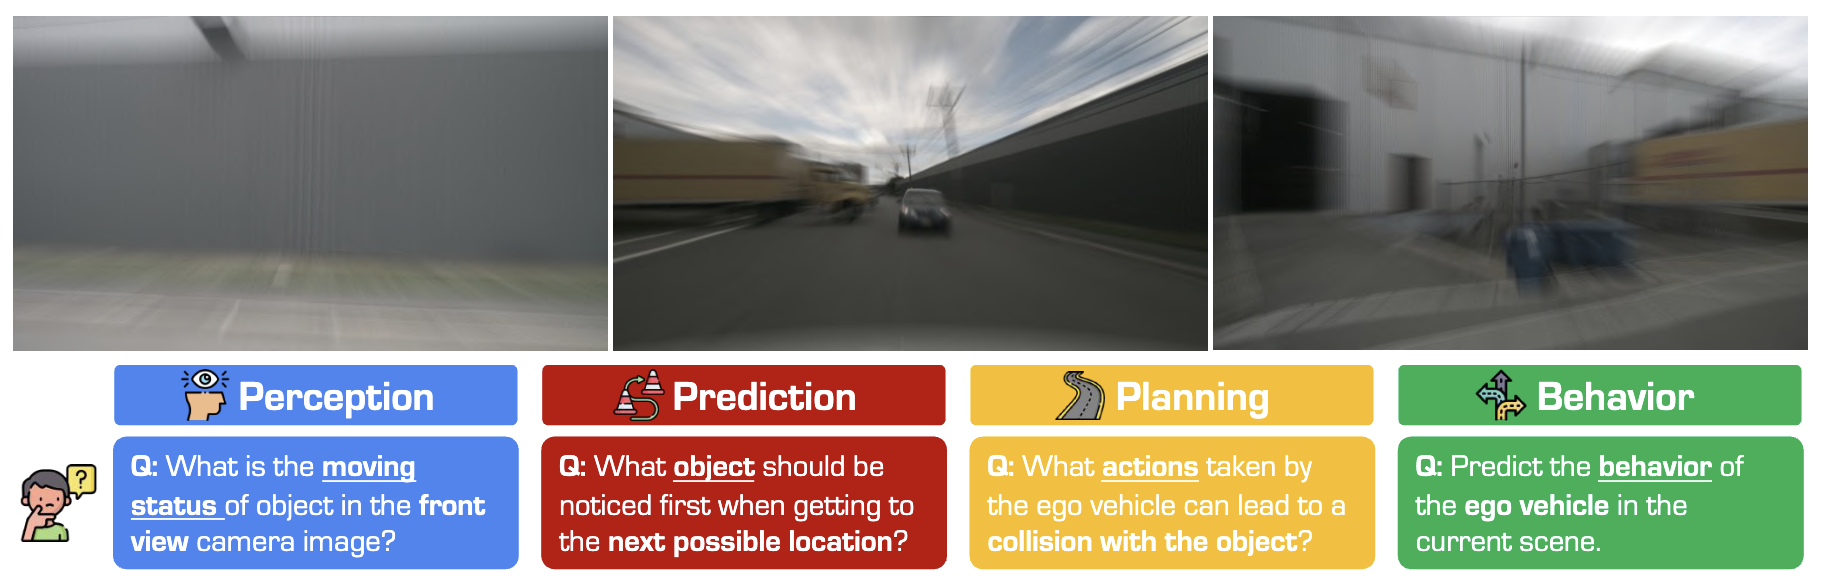 Perception
Prediction
Planning
Behavior
Q: What is the moving
status of object in the front
view camera image?
Q: What object should be
noticed first when getting to
the next possible location?
Q: What actions taken by
the ego vehicle can lead to a
collision with the object?
Q: Predict the behavior of
the ego vehicle in the
current scene.
?